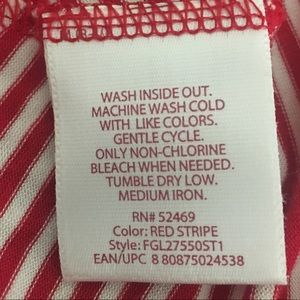 WASH INSIDE OUT.
MACHINE WASH COLD
WITH LIKE COLORS.
GENTLE CYCLE.
ONLY NON-CHLORINE
BLEACH WHEN NEEDED.
TUMBLE DRY LOW.
MEDIUM IRON.
RN# 52469
Color: RED STRIPE
Style: FGL27550ST1
EAN/UPC 8 80875024538